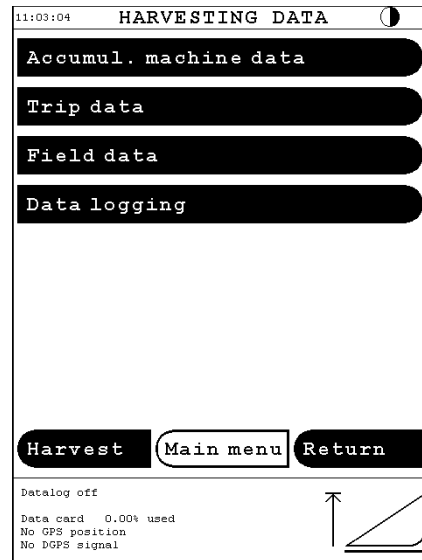 11:03:04 HARVESTING DATA
Accumul. machine data
Trip data
Field data
Data logging
Harvest Main menu Return
Datalog off
Data card 0.00% used
No GPS position
No DGPS signal